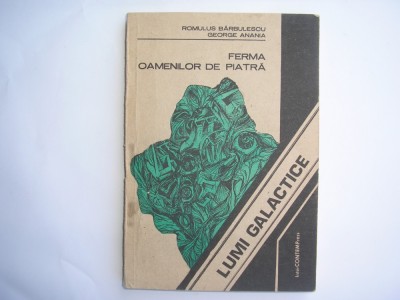 ROMULUS BĂRBULESCU
GEORGE ANANIA
FERMA
OAMENILOR DE PIATRĂ
LUMI GALACTICE